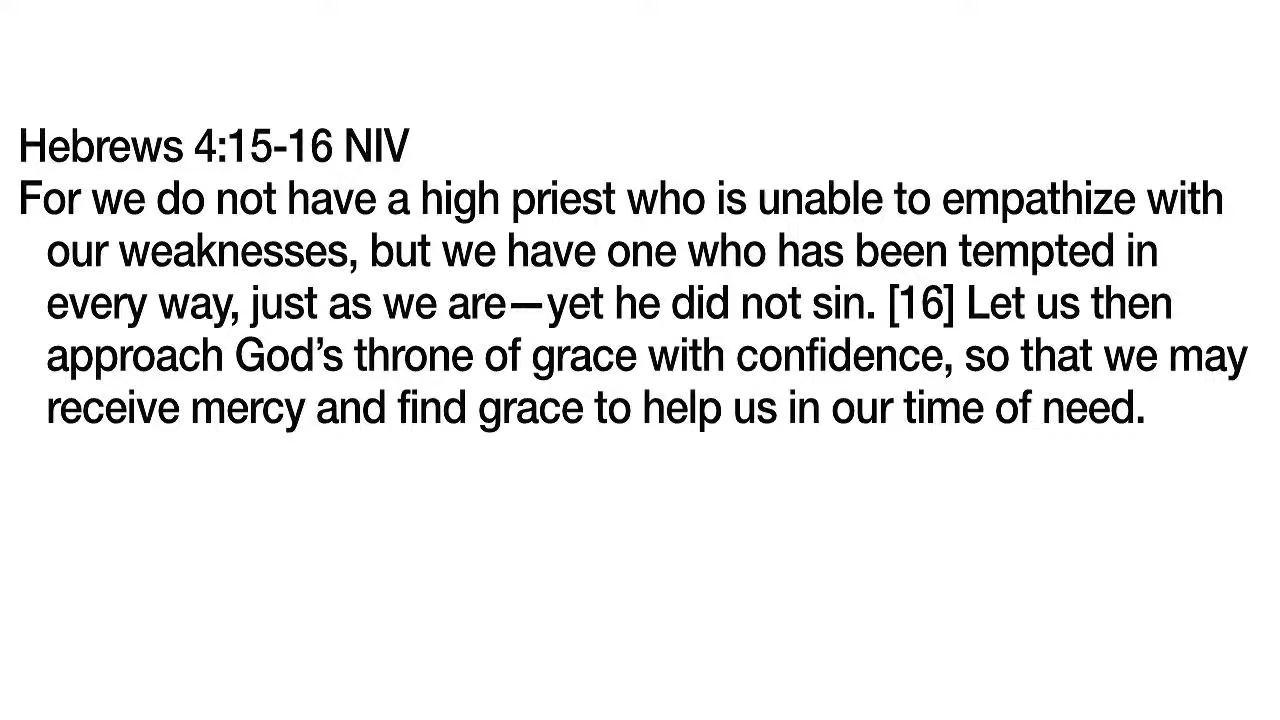 Hebrews 4:15-16 NIV
For we do not have a high priest who is unable to empathize with
our weaknesses, but we have one who has been tempted in
every way, just as we are—yet he did not sin. [16] Let us then
approach God’s throne of grace with confidence, so that we may
receive mercy and find grace to help us in our time of need.